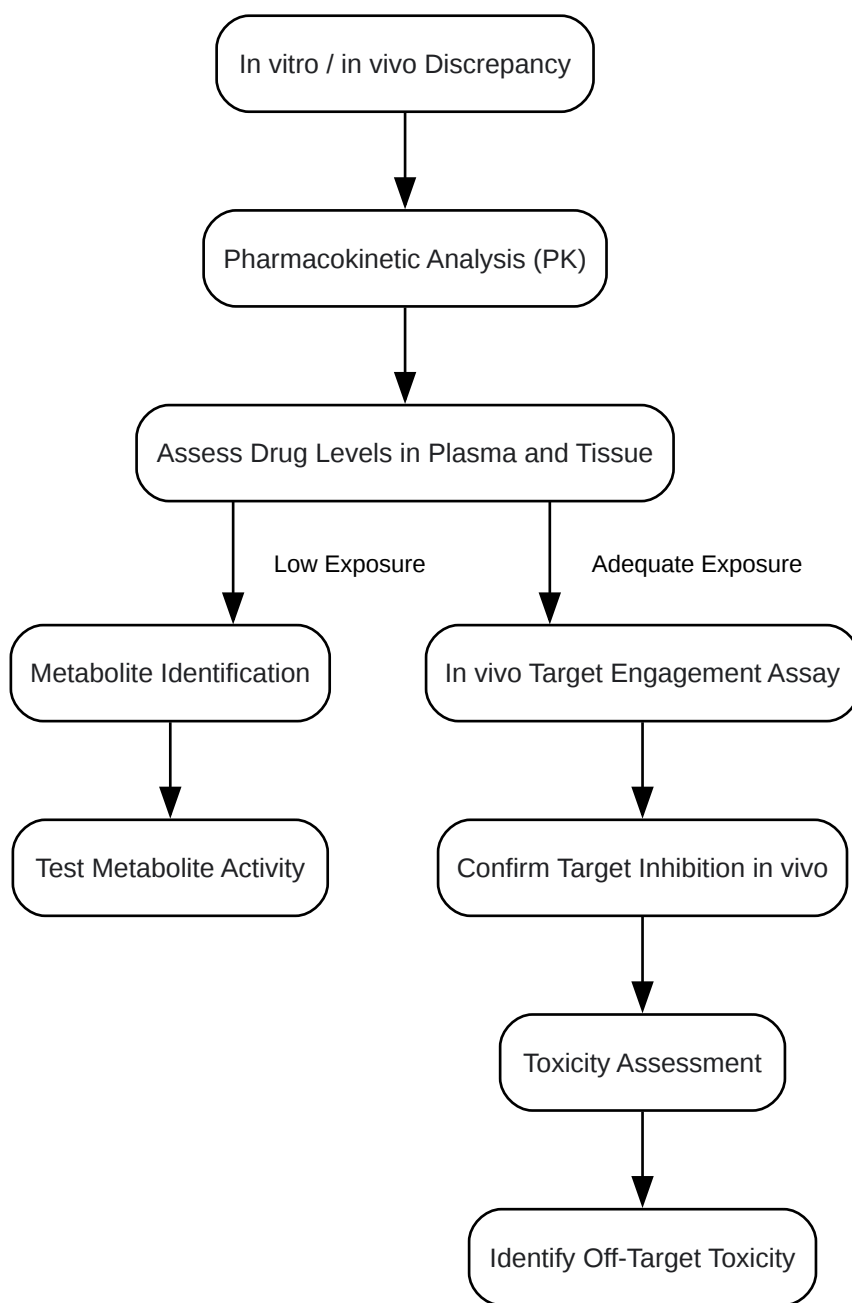 In vitro / in vivo Discrepancy
Pharmacokinetic Analysis (PK)
Assess Drug Levels in Plasma and Tissue
Low Exposure
Adequate Exposure
Metabolite Identification
In vivo Target Engagement Assay
Test Metabolite Activity
Confirm Target Inhibition in vivo
Toxicity Assessment
Identify Off-Target Toxicity